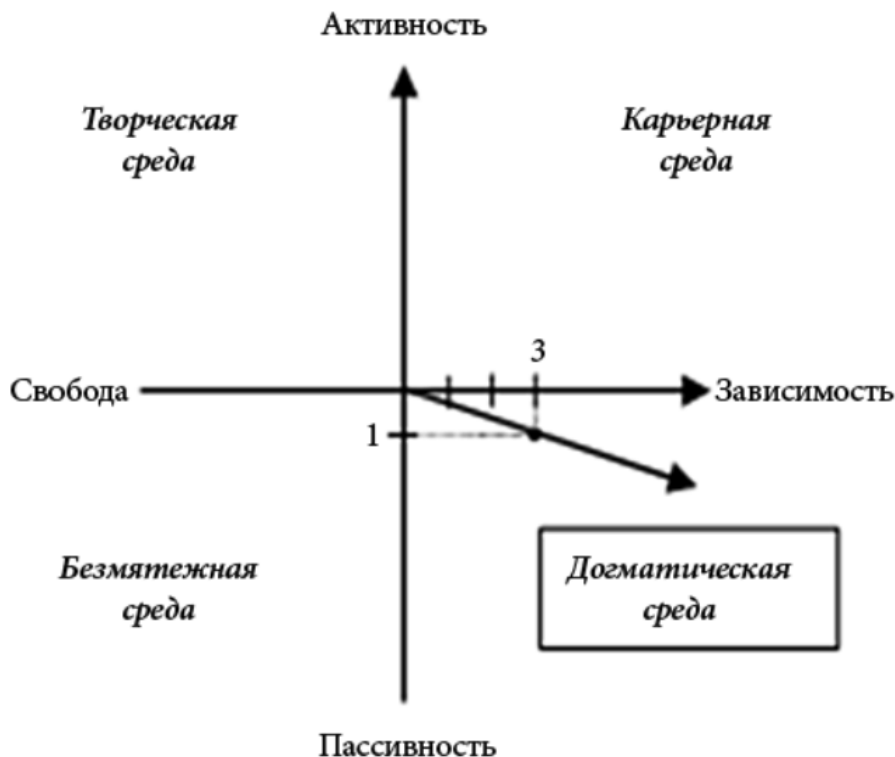 Активность
Творческая
среда
Карьерная
среда
3
Свобода
Зависимость
1
Безмятежная
среда
Догматическая
среда
Пассивность